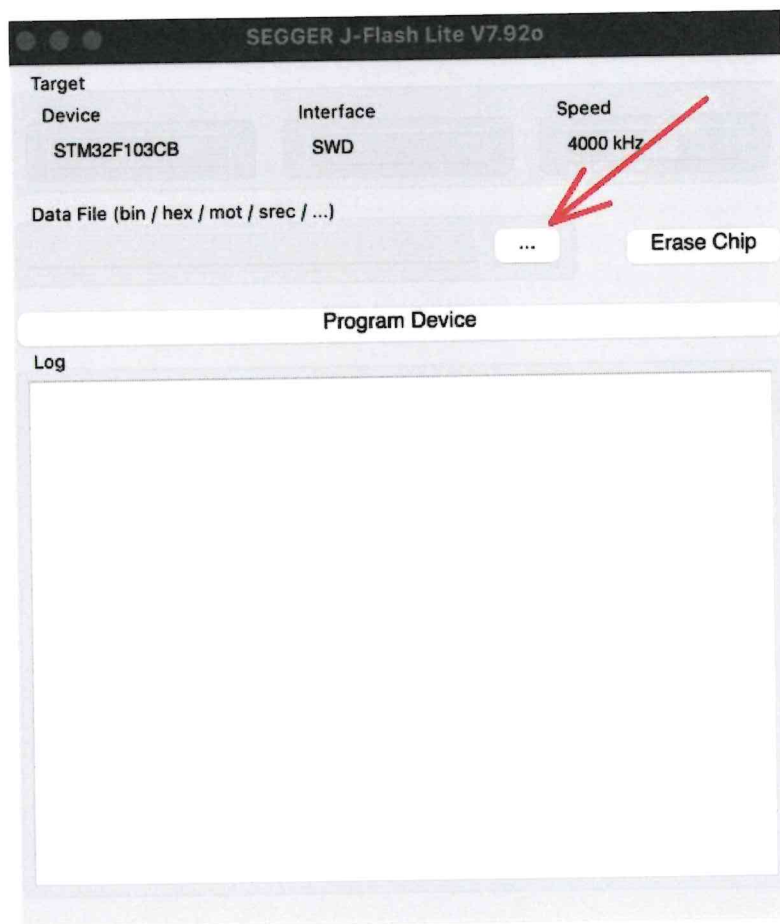 SEGGER J-Flash Lite V7.92o
Target
Device Interface Speed
STM32F103CB SWD 4000 kHz
Data File (bin / hex / mot / srec / ...)
... Erase Chip
Program Device
Log